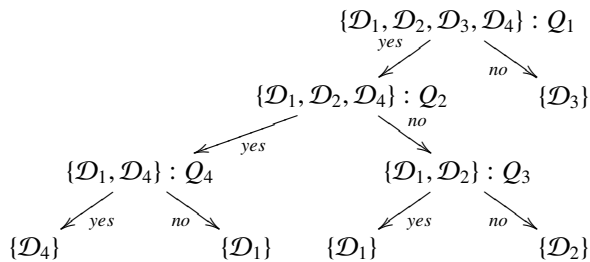 {𝒟₁, 𝒟₂, 𝒟₃, 𝒟₄} : Q₁
yes no
{𝒟₁, 𝒟₂, 𝒟₄} : Q₂ {𝒟₃}
yes no
{𝒟₁, 𝒟₄} : Q₄ {𝒟₁, 𝒟₂} : Q₃
yes no yes no
{𝒟₄} {𝒟₁} {𝒟₁} {𝒟₂}